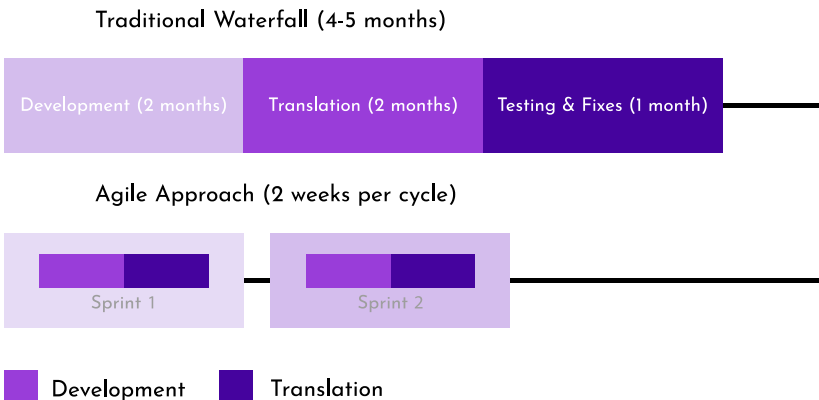 Traditional Waterfall (4-5 months)
Development (2 months)
Translation (2 months)
Testing & Fixes (1 month)
Agile Approach (2 weeks per cycle)
Sprint 1
Sprint 2
Development
Translation